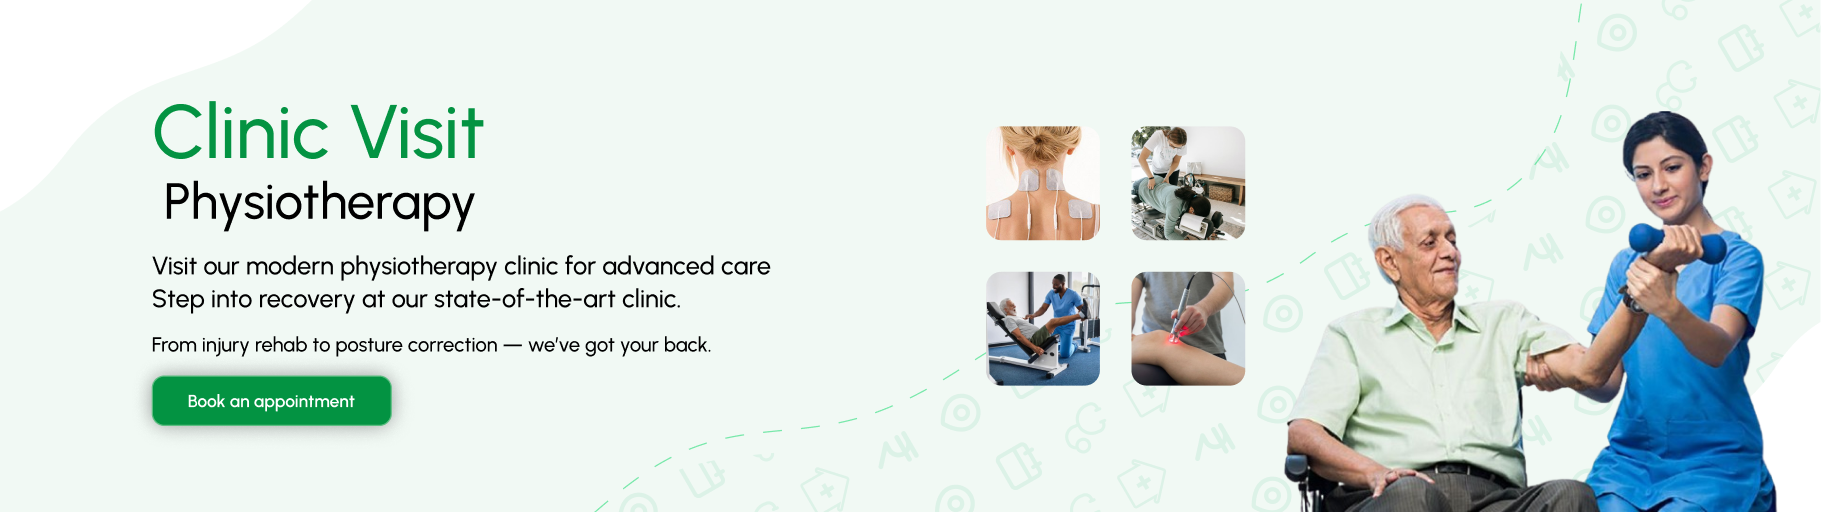 Clinic Visit
Physiotherapy
Visit our modern physiotherapy clinic for advanced care
Step into recovery at our state-of-the-art clinic.
From injury rehab to posture correction — we’ve got your back.
Book an appointment